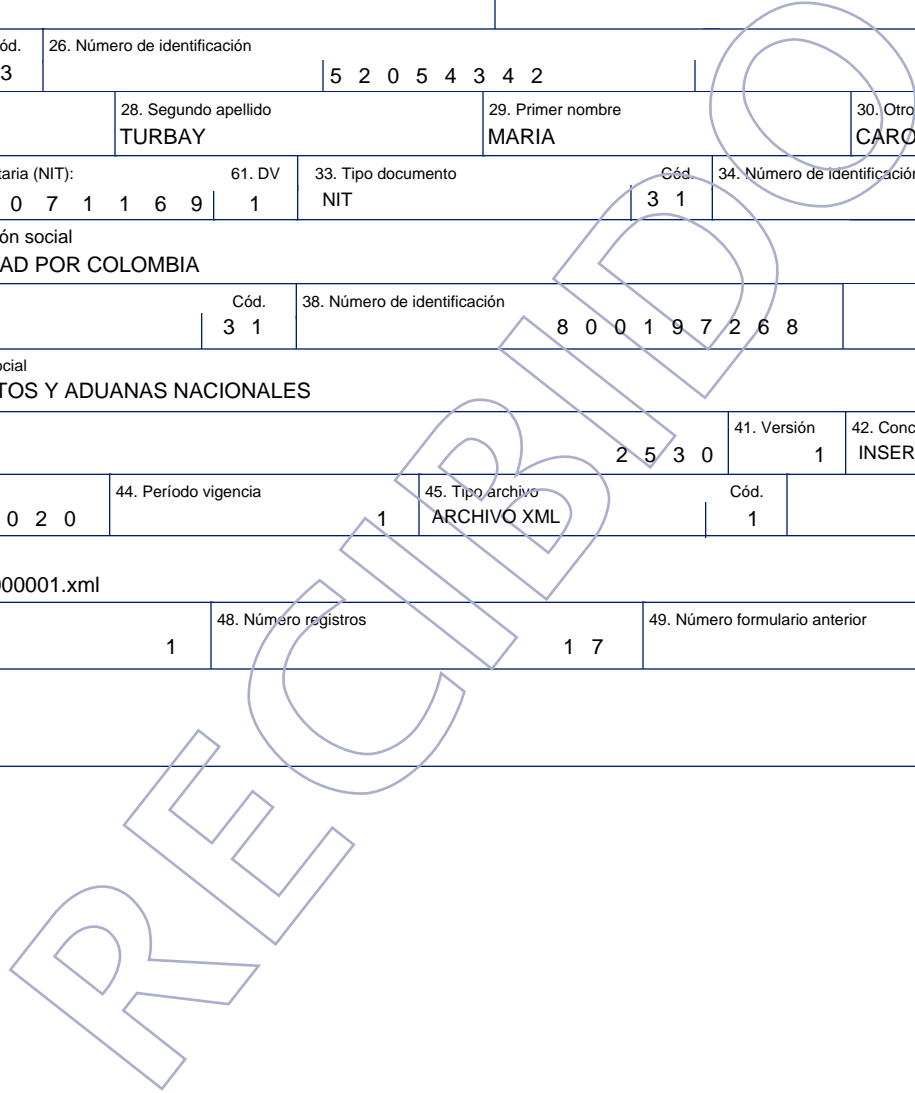 ód. 26. Número de identificación
3 5 2 0 5 4 3 4 2
28. Segundo apellido 29. Primer nombre 30. Otro
TURBAY MARIA CARO
taria (NIT): 61. DV 33. Tipo documento Cód. 34. Número de identificación
0 7 1 1 6 9 1 NIT 3 1
ón social
AD POR COLOMBIA
Cód. 38. Número de identificación
3 1 8 0 0 1 9 7 2 6 8
ocial
TOS Y ADUANAS NACIONALES
41. Versión 42. Conc
2 5 3 0 1 INSER
44. Período vigencia 45. Tipo archivo Cód.
0 2 0 1 ARCHIVO XML 1
000001.xml
48. Número registros 49. Número formulario anterior
1 1 7
RECIBIDO